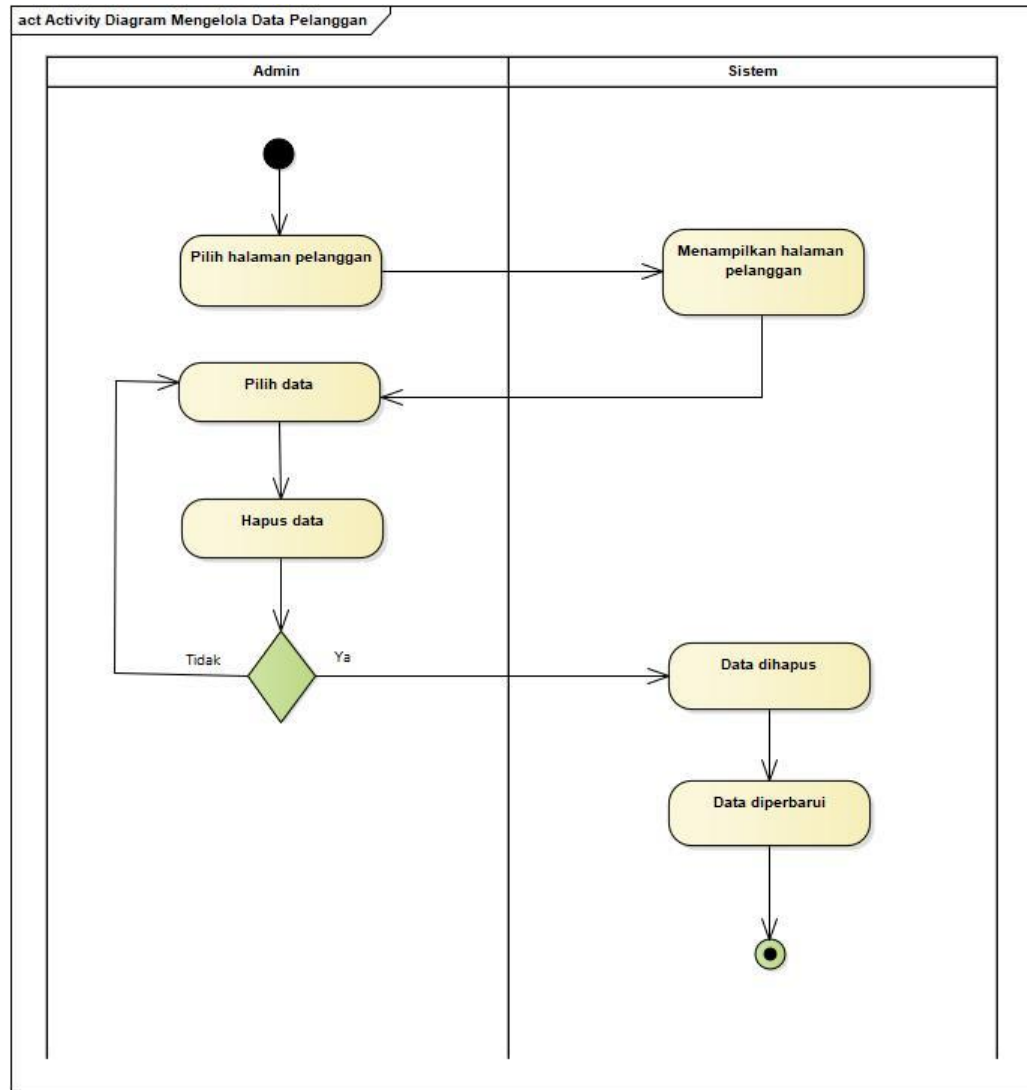 act Activity Diagram Mengelola Data Pelanggan
Admin
Sistem
Pilih halaman pelanggan
Menampilkan halaman
pelanggan
Pilih data
Hapus data
Tidak
Ya
Data dihapus
Data diperbarui